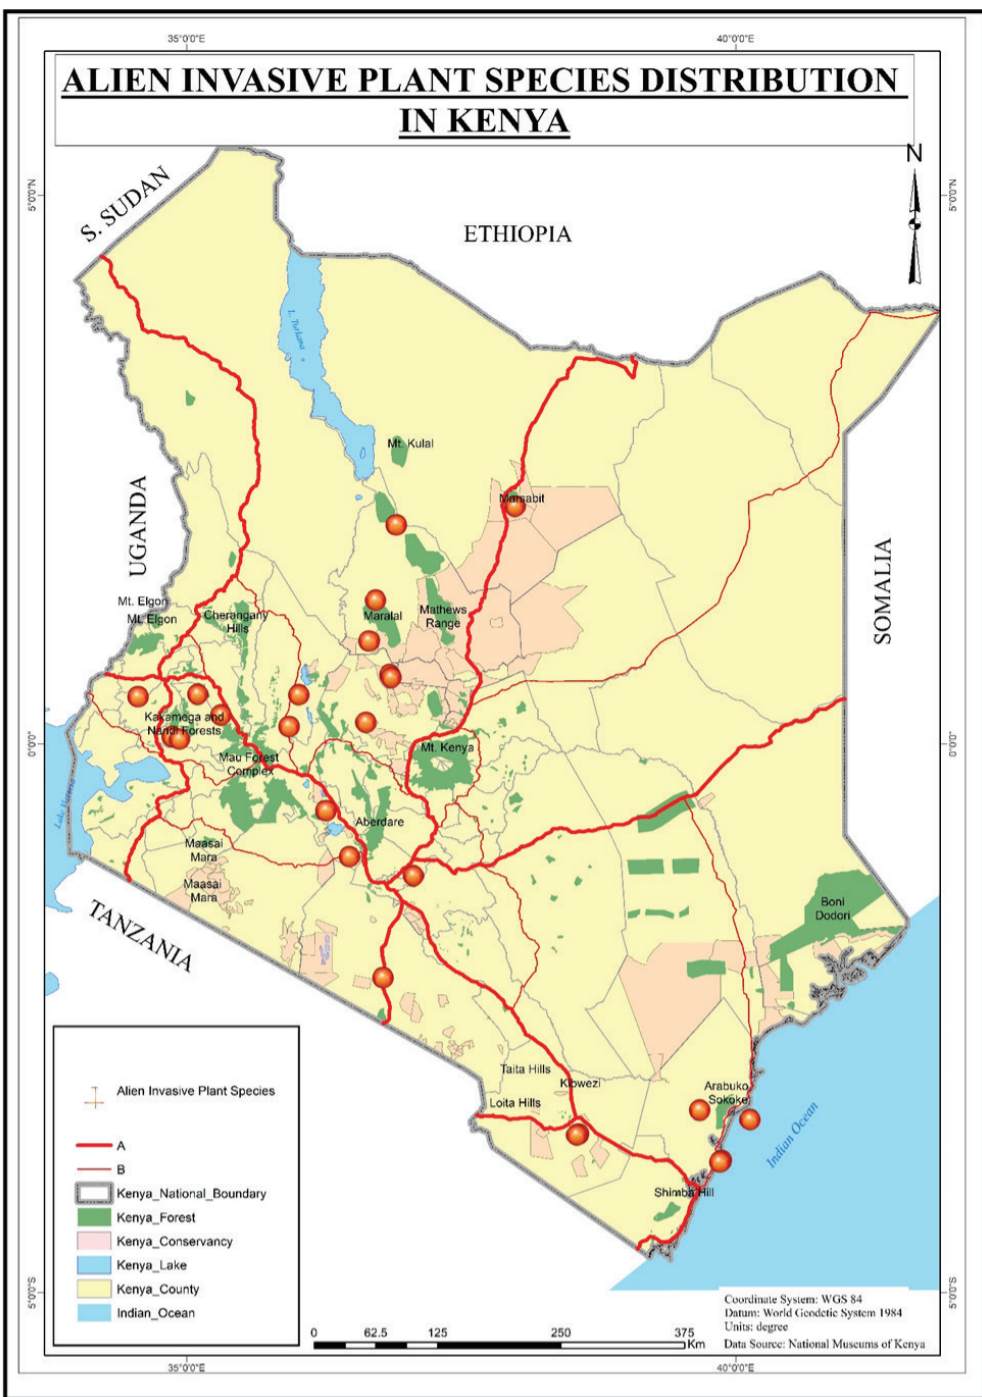 35°0'0"E
40°0'0"E
ALIEN INVASIVE PLANT SPECIES DISTRIBUTION
IN KENYA
N
5°0'0"N
5°0'0"N
S. SUDAN
ETHIOPIA
L. Turkana
Mt. Kulal
UGANDA
Marsabit
SOMALIA
Mt. Elgon
Mt. Elgon
Cherangany
Hills
Maralal
Mathews
Range
Kakamega and
Nandi Forests
0°0'0"
0°0'0"
Mt. Kenya
Mau Forest
Complex
Lake Victoria
Aberdare
Maasai
Mara
Maasai
Mara
Boni
Dodori
TANZANIA
Taita Hills
Kibwezi
Loita Hills
Arabuko
Sokoke
Indian Ocean
Shimba Hill
Alien Invasive Plant Species
A
B
Kenya_National_Boundary
Kenya_Forest
Kenya_Conservancy
Kenya_Lake
Kenya_County
Indian_Ocean
5°0'0"S
5°0'0"S
Coordinate System: WGS 84
Datum: World Geodetic System 1984
Units: degree
Data Source: National Museums of Kenya
0 62.5 125 250 375
Km
35°0'0"E
40°0'0"E